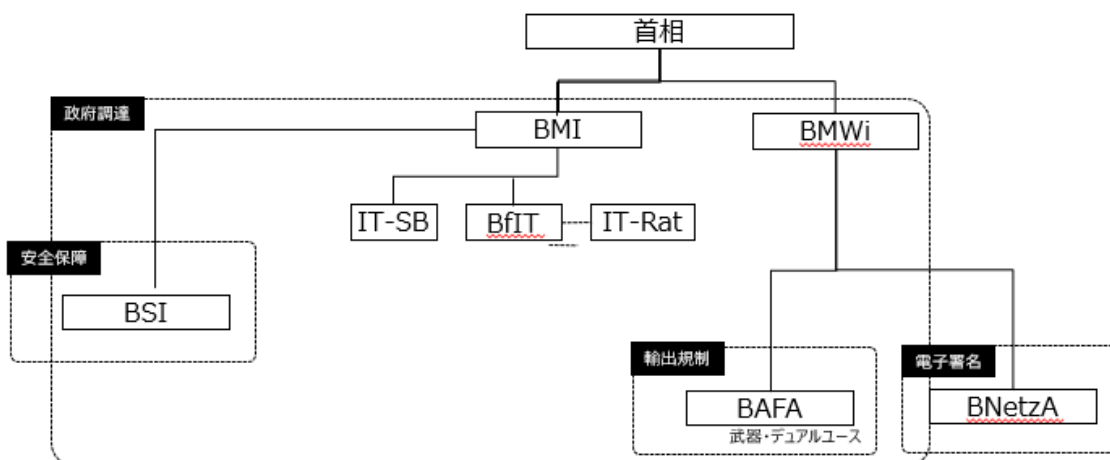 首相
政府調達
BMI
BMWi
IT-SB
BfIT
IT-Rat
安全保障
BSI
輸出規制
電子署名
BAFA
BNetzA
武器・デュアルユース